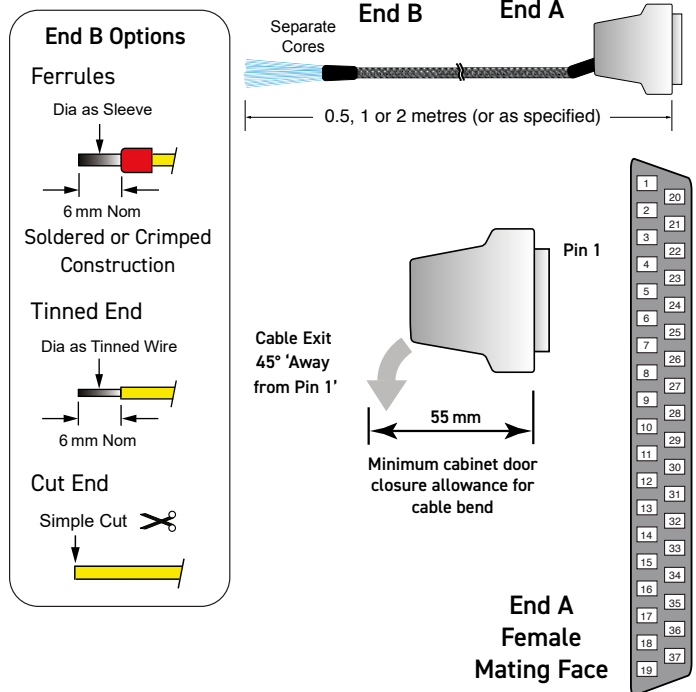 End B Options
Ferrules
Dia as Sleeve
6 mm Nom
Soldered or Crimped
Construction
Tinned End
Dia as Tinned Wire
6 mm Nom
Cut End
Simple Cut
End B
End A
Separate
Cores
0.5, 1 or 2 metres (or as specified)
Pin 1
Cable Exit
45° ‘Away
from Pin 1’
55 mm
Minimum cabinet door
closure allowance for
cable bend
End A
Female
Mating Face
1
20
2
21
3
22
4
23
5
24
6
25
7
26
8
27
9
28
10
29
11
30
12
31
13
32
14
33
15
34
16
35
17
36
18
37
19